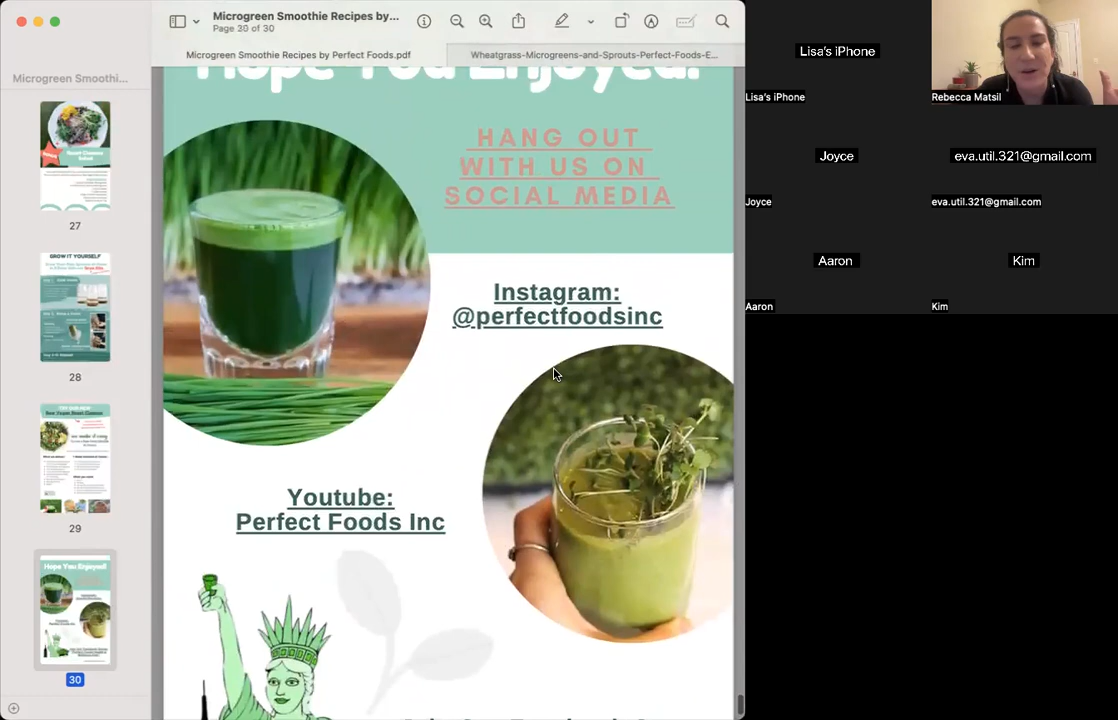 Microgreen Smoothie Recipes by...
Page 30 of 30
Microgreen Smoothie Recipes by Perfect Foods.pdf
Wheatgrass-Microgreens-and-Sprouts-Perfect-Foods-E...
Microgreen Smoothi...
27
GROW IT YOURSELF
28
29
Hope You Enjoyed!
30
Hope You Enjoyed!
HANG OUT
WITH US ON
SOCIAL MEDIA
Instagram:
@perfectfoodsinc
Youtube:
Perfect Foods Inc
Lisa's iPhone
Lisa's iPhone
Rebecca Matsil
Joyce
Joyce
eva.util.321@gmail.com
eva.util.321@gmail.com
Aaron
Aaron
Kim
Kim